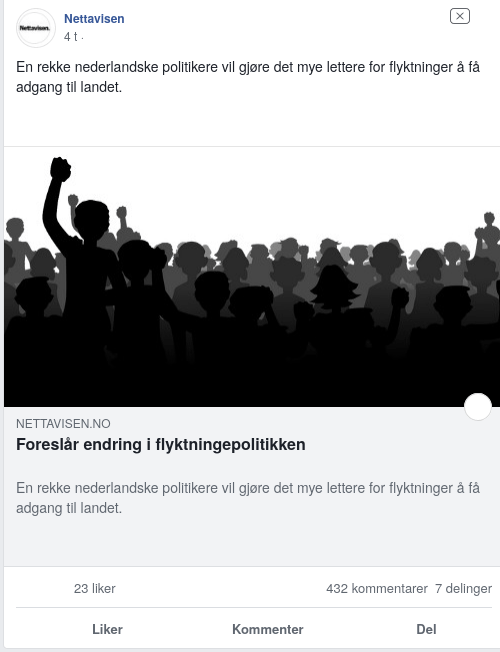 Nettavisen.
Nettavisen
4 t ·
En rekke nederlandske politikere vil gjøre det mye lettere for flyktninger å få
adgang til landet.
NETTAVISEN.NO
Foreslår endring i flyktningepolitikken
En rekke nederlandske politikere vil gjøre det mye lettere for flyktninger å få
adgang til landet.
23 liker
432 kommentarer 7 delinger
Liker
Kommenter
Del